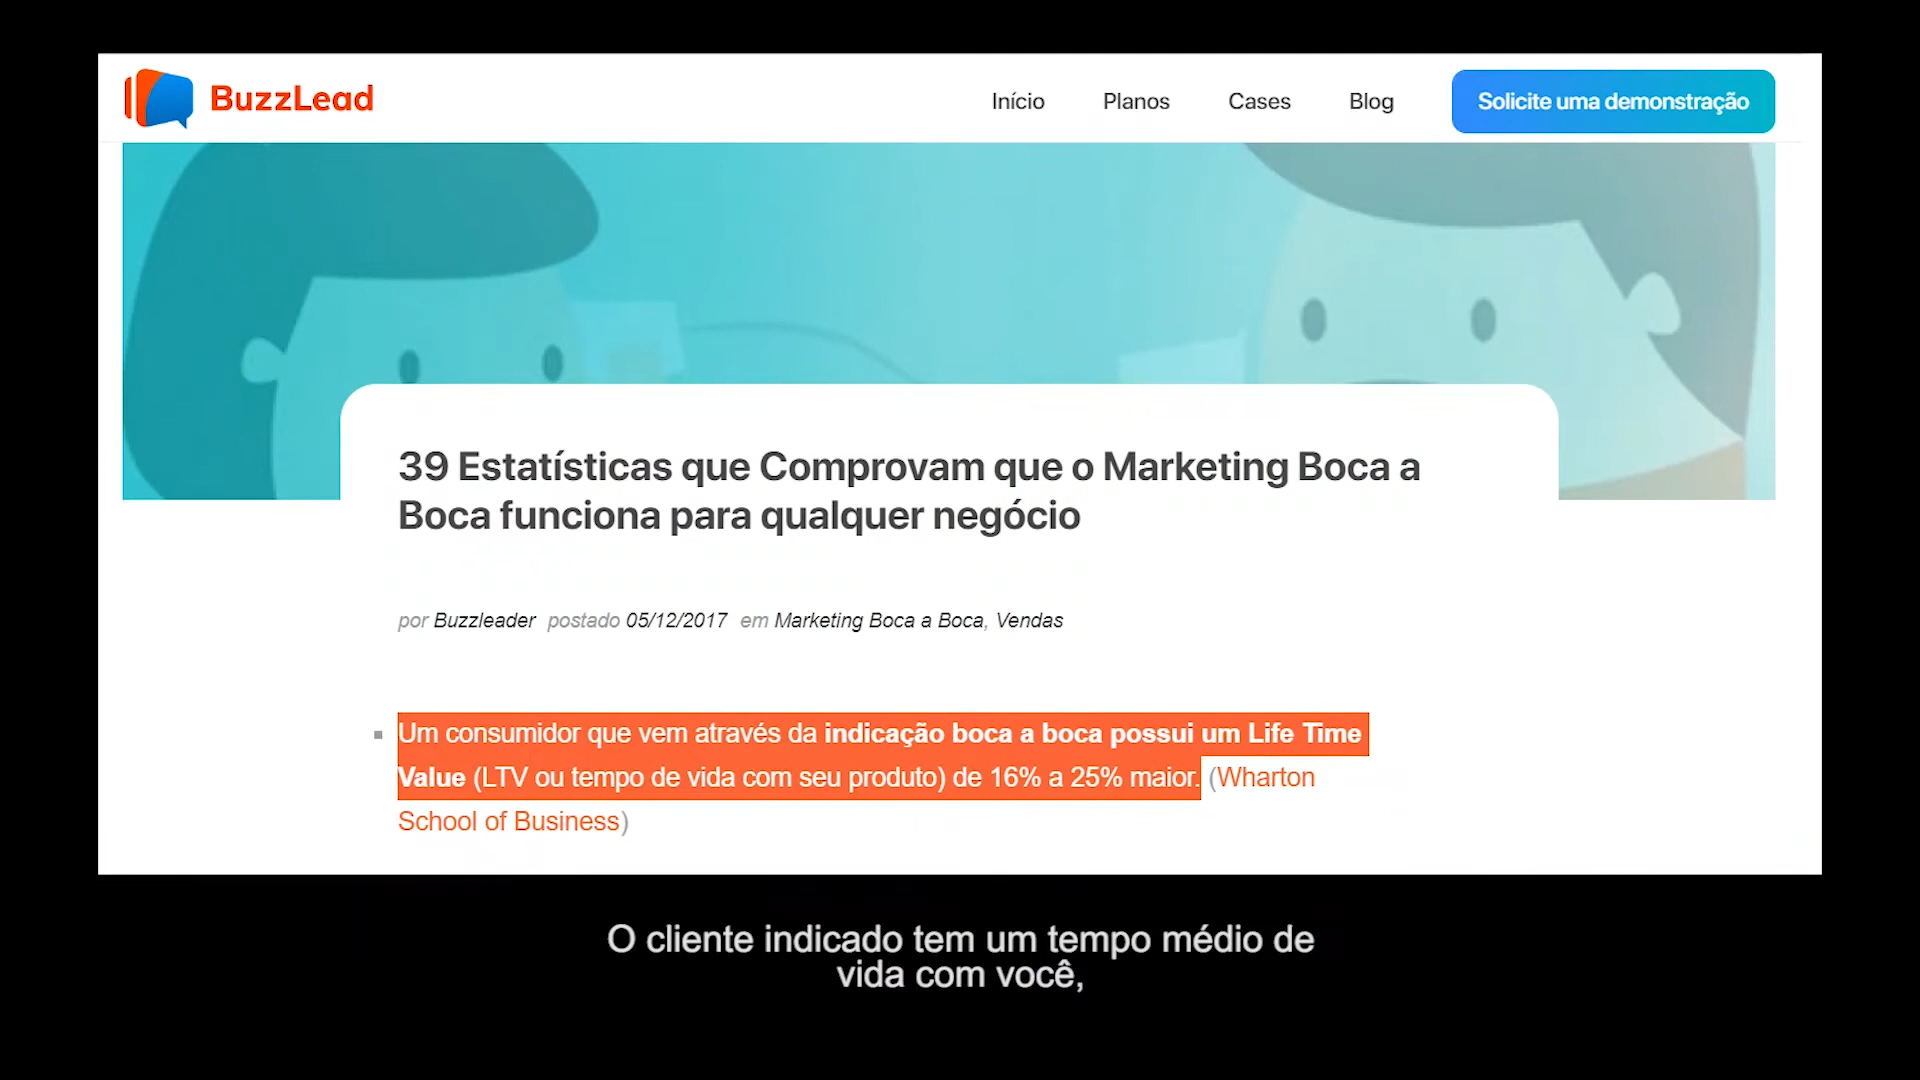 BuzzLead
Início Planos Cases Blog Solicite uma demonstração
39 Estatísticas que Comprovam que o Marketing Boca a
Boca funciona para qualquer negócio
por Buzzleader postado 05/12/2017 em Marketing Boca a Boca, Vendas
Um consumidor que vem através da indicação boca a boca possui um Life Time
Value (LTV ou tempo de vida com seu produto) de 16% a 25% maior. (Wharton
School of Business)
O cliente indicado tem um tempo médio de
vida com você,